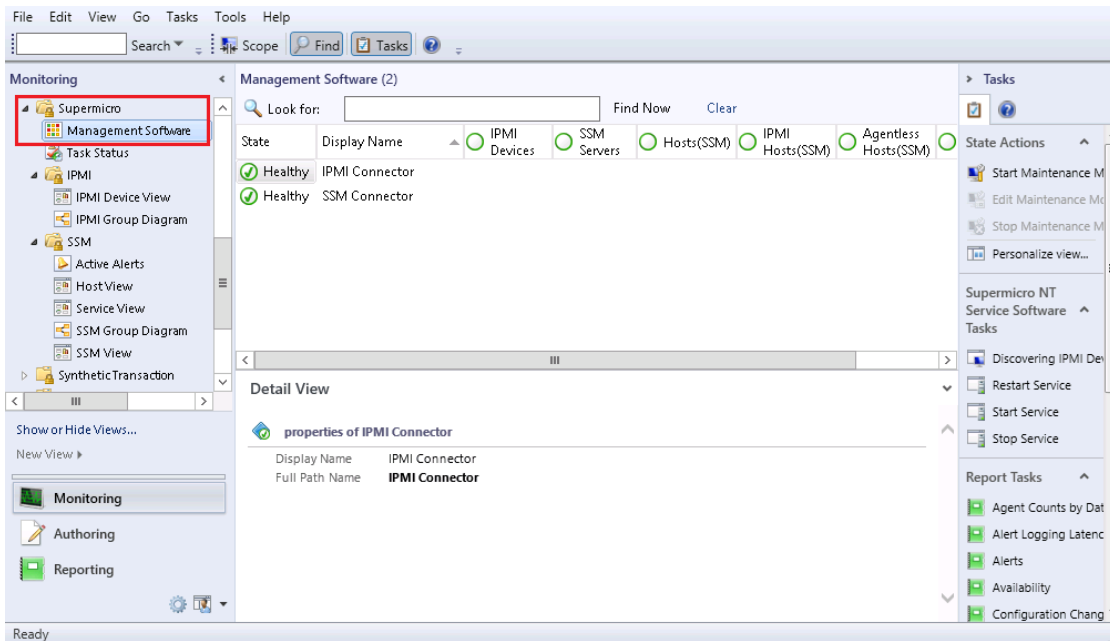 File Edit View Go Tasks Tools Help
Search Scope Find Tasks
Monitoring
Supermicro
Management Software
Task Status
IPMI
IPMI Device View
IPMI Group Diagram
SSM
Active Alerts
Host View
Service View
SSM Group Diagram
SSM View
Synthetic Transaction
Show or Hide Views...
New View
Monitoring
Authoring
Reporting
Management Software (2)
Look for: Find Now Clear
State Display Name IPMI Devices SSM Servers Hosts(SSM) IPMI Hosts(SSM) Agentless Hosts(SSM)
Healthy IPMI Connector
Healthy SSM Connector
Detail View
properties of IPMI Connector
Display Name IPMI Connector
Full Path Name IPMI Connector
Tasks
State Actions
Start Maintenance M
Edit Maintenance Mo
Stop Maintenance M
Personalize view...
Supermicro NT
Service Software
Tasks
Discovering IPMI Dev
Restart Service
Start Service
Stop Service
Report Tasks
Agent Counts by Dat
Alert Logging Latenc
Alerts
Availability
Configuration Chang
Ready